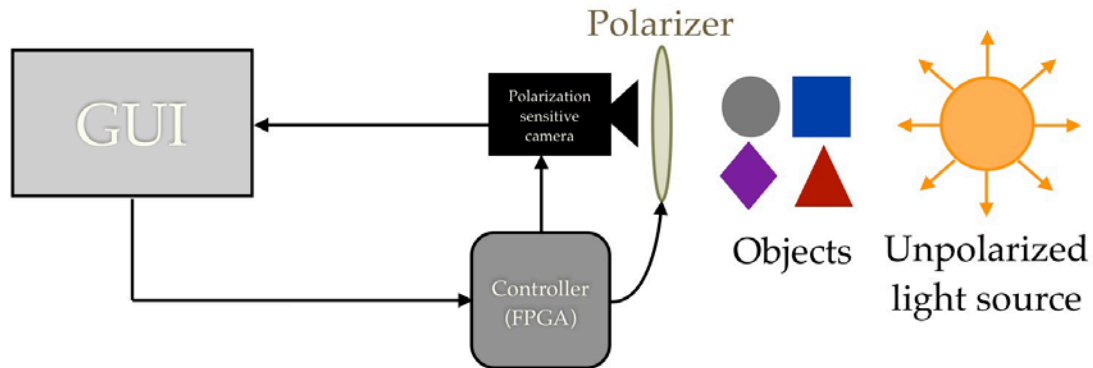 Polarizer
GUI
Polarization
sensitive
camera
Controller
(FPGA)
Objects
Unpolarized
light source